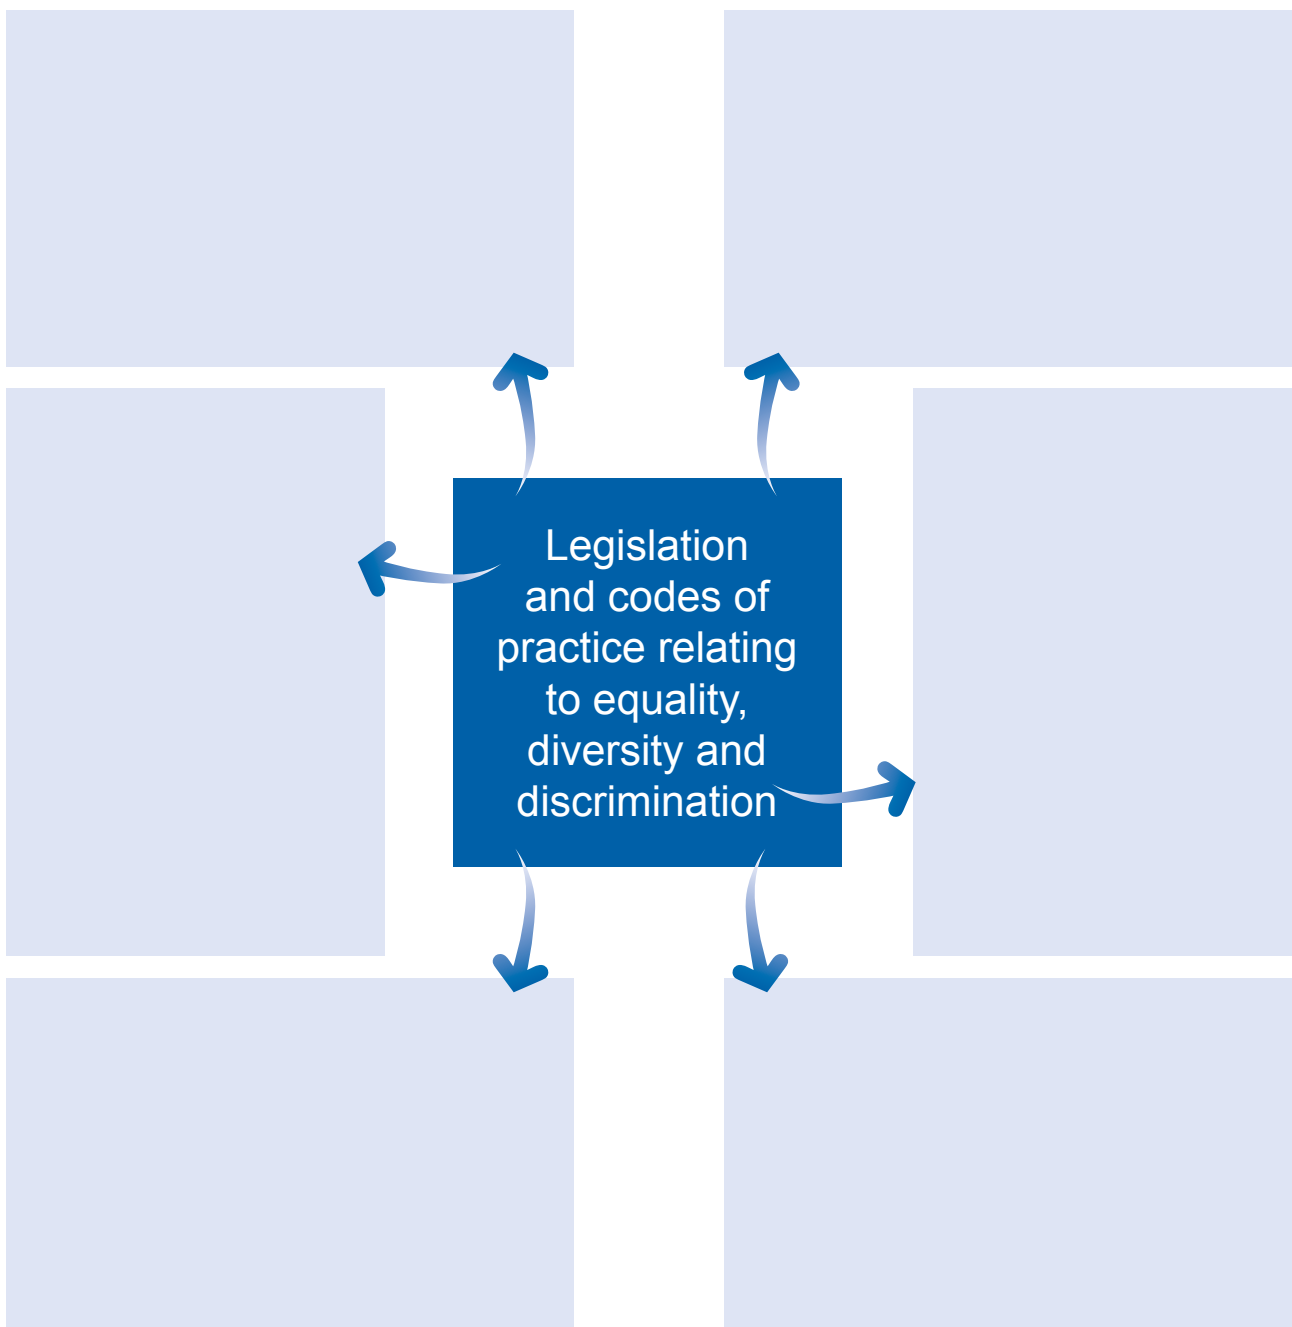 Legislation
and codes of
practice relating
to equality,
diversity and
discrimination